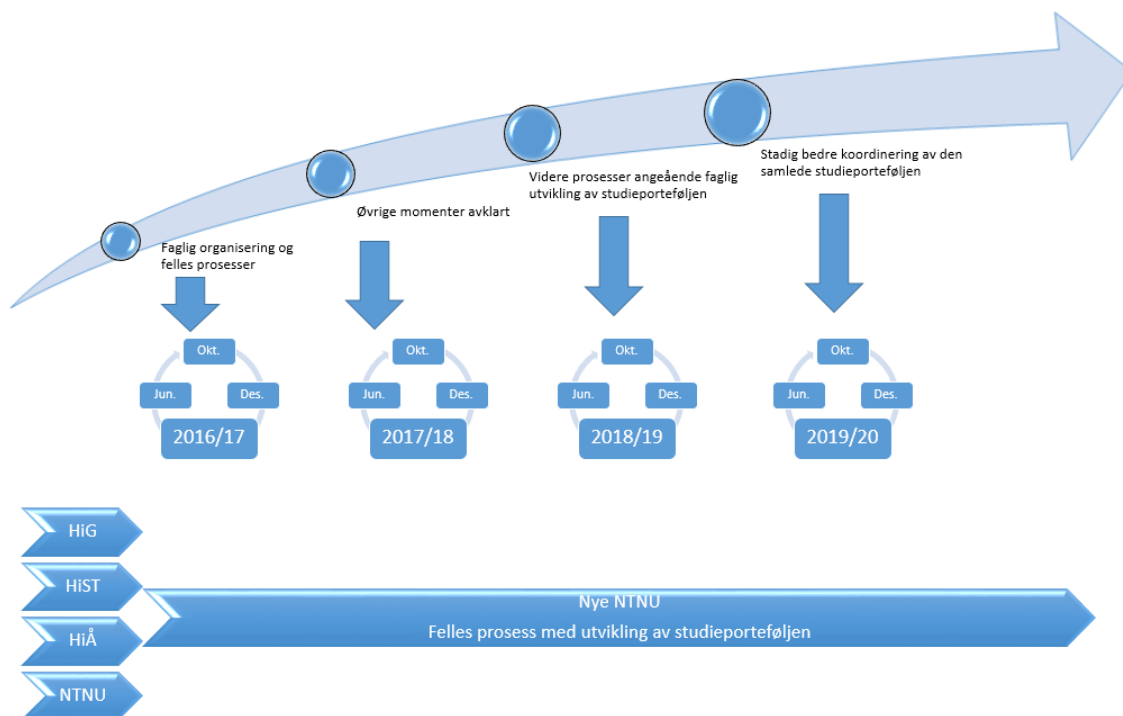 Faglig organisering og
felles prosesser
Øvrige momenter avklart
Videre prosesser angeånde faglig
utvikling av studieporteføljen
Stadig bedre koordinering av den
samlede studieporteføljen
Okt.
Jun.
Des.
2016/17
Okt.
Jun.
Des.
2017/18
Okt.
Jun.
Des.
2018/19
Okt.
Jun.
Des.
2019/20
HiG
HiST
HiÅ
NTNU
Nye NTNU
Felles prosess med utvikling av studieporteføljen